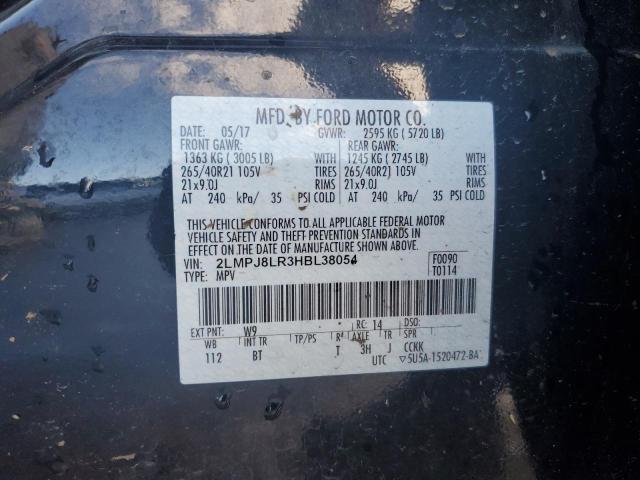 MFD. BY FORD MOTOR CO.
DATE: 05/17 GVWR: 2595 KG ( 5720 LB)
FRONT GAWR: REAR GAWR:
1363 KG ( 3005 LB) WITH 1245 KG ( 2745 LB) WITH
265/40R21 105V TIRES 265/40R21 105V TIRES
21x9.0J RIMS 21x9.0J RIMS
AT 240 kPa/ 35 PSI COLD AT 240 kPa/ 35 PSI COLD
THIS VEHICLE CONFORMS TO ALL APPLICABLE FEDERAL MOTOR
VEHICLE SAFETY AND THEFT PREVENTION STANDARDS IN
EFFECT ON THE DATE OF MANUFACTURE SHOWN ABOVE.
VIN: 2LMPJ8LR3HBL38054 F0090
TYPE: MPV T0114
EXT PNT: W9 RC: 14 DSO:
WB INT TR TP/PS R AXLE TR SPR
112 BT T 3H J CCKK
UTC ▽5U5A-1520472-BA